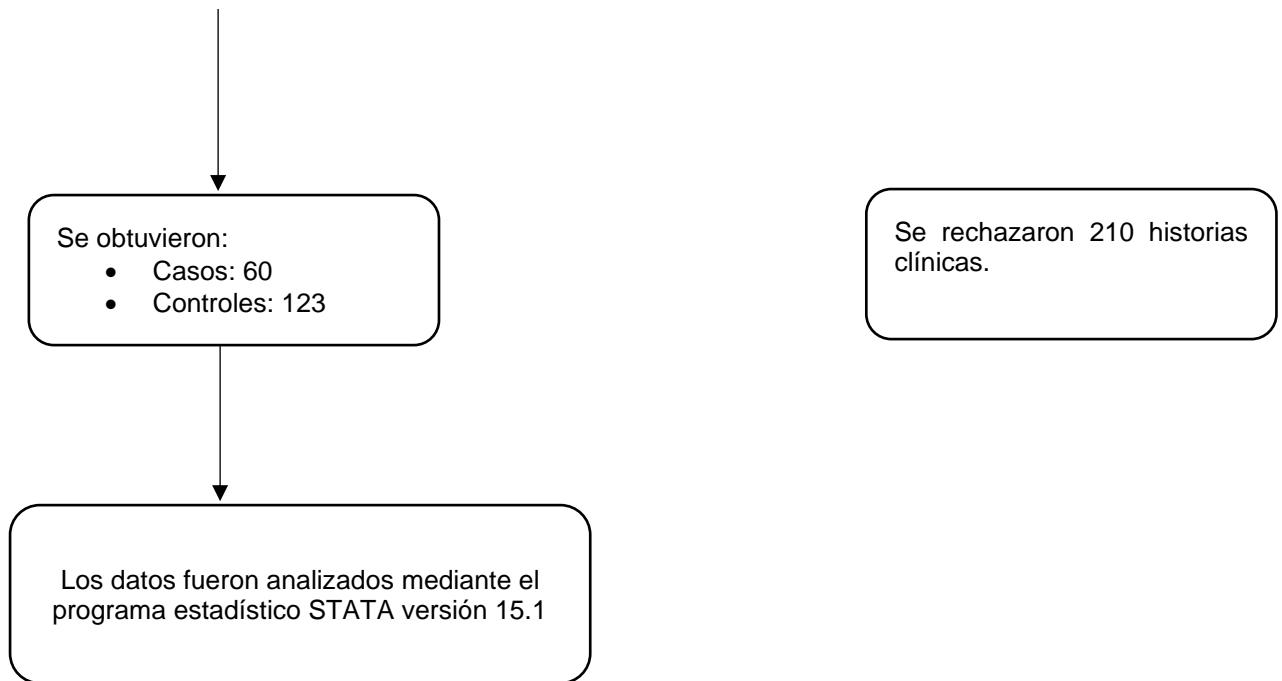 Se obtuvieron:
• Casos: 60
• Controles: 123
Se rechazaron 210 historias
clínicas.
Los datos fueron analizados mediante el
programa estadístico STATA versión 15.1